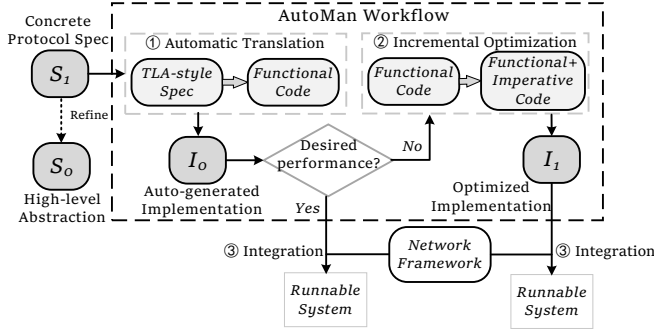 AutoMan Workflow
Concrete
Protocol Spec
① Automatic Translation
② Incremental Optimization
S1
TLA-style
Spec
Functional
Code
Functional
Code
Functional+
Imperative
Code
Refine
S0
High-level
Abstraction
I0
Auto-generated
Implementation
Desired
performance?
No
Yes
I1
Optimized
Implementation
③ Integration
Network
Framework
③ Integration
Runnable
System
Runnable
System